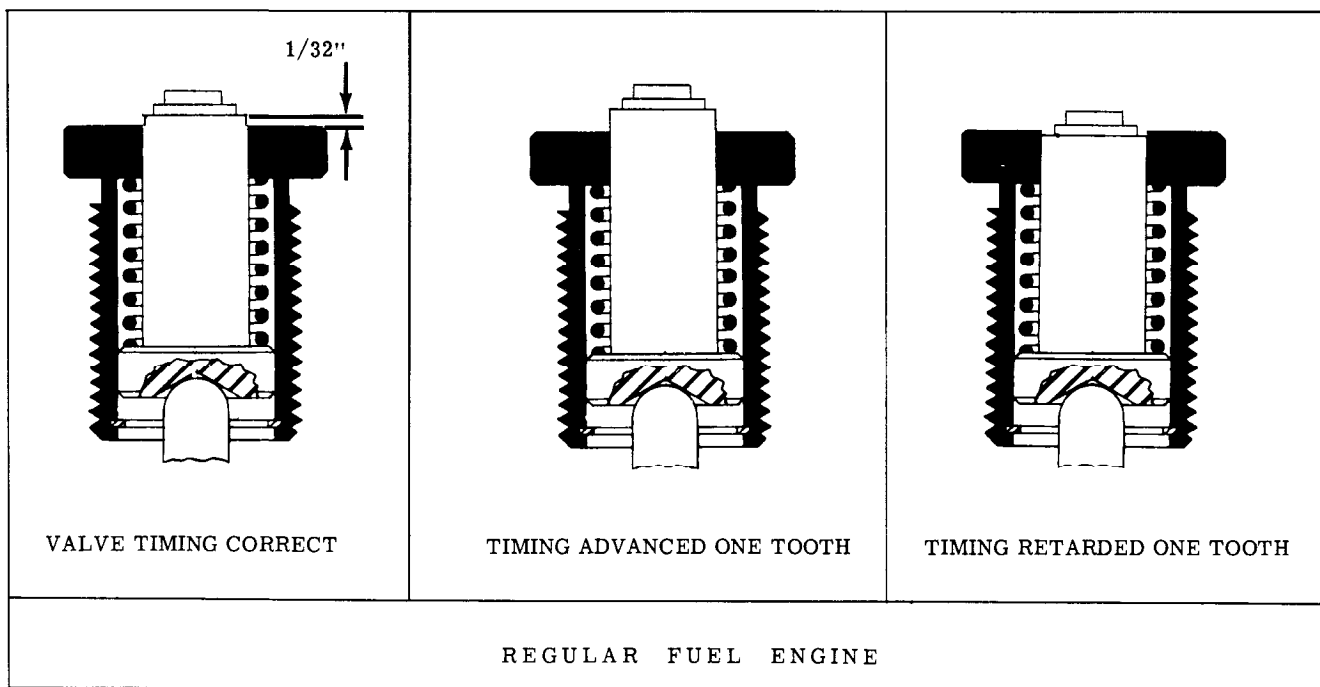 1/32"
VALVE TIMING CORRECT
TIMING ADVANCED ONE TOOTH
TIMING RETARDED ONE TOOTH
REGULAR FUEL ENGINE